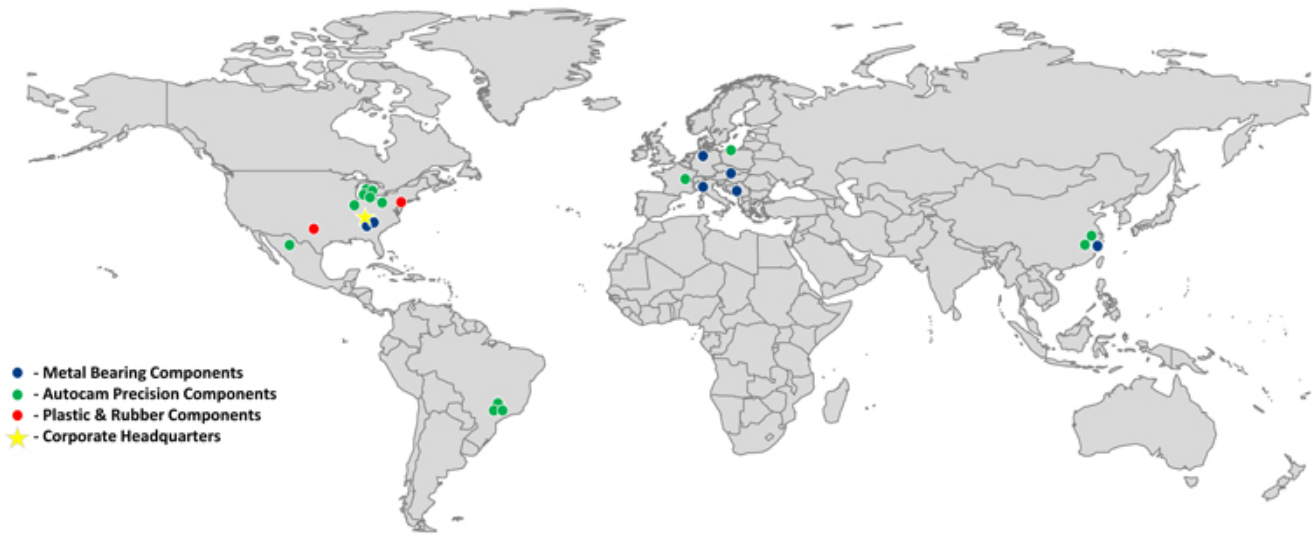 - Metal Bearing Components
- Autocam Precision Components
- Plastic & Rubber Components
- Corporate Headquarters